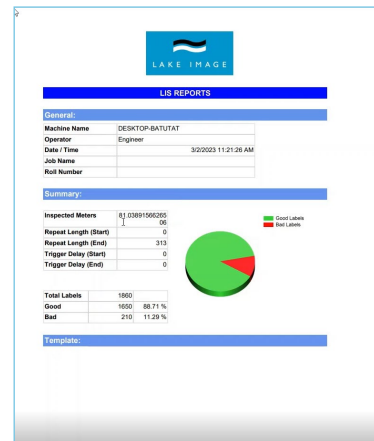 LAKE IMAGE
LIS REPORTS
General:
Machine Name DESKTOP-BATUTAT
Operator Engineer
Date / Time 3/2/2023 11:21:26 AM
Job Name
Roll Number
Summary:
Inspected Meters 81.03891566265
06
Repeat Length (Start) 0
Repeat Length (End) 313
Trigger Delay (Start) 0
Trigger Delay (End) 0
Good Labels
Bad Labels
Total Labels 1860
Good 1650 88.71 %
Bad 210 11.29 %
Template: